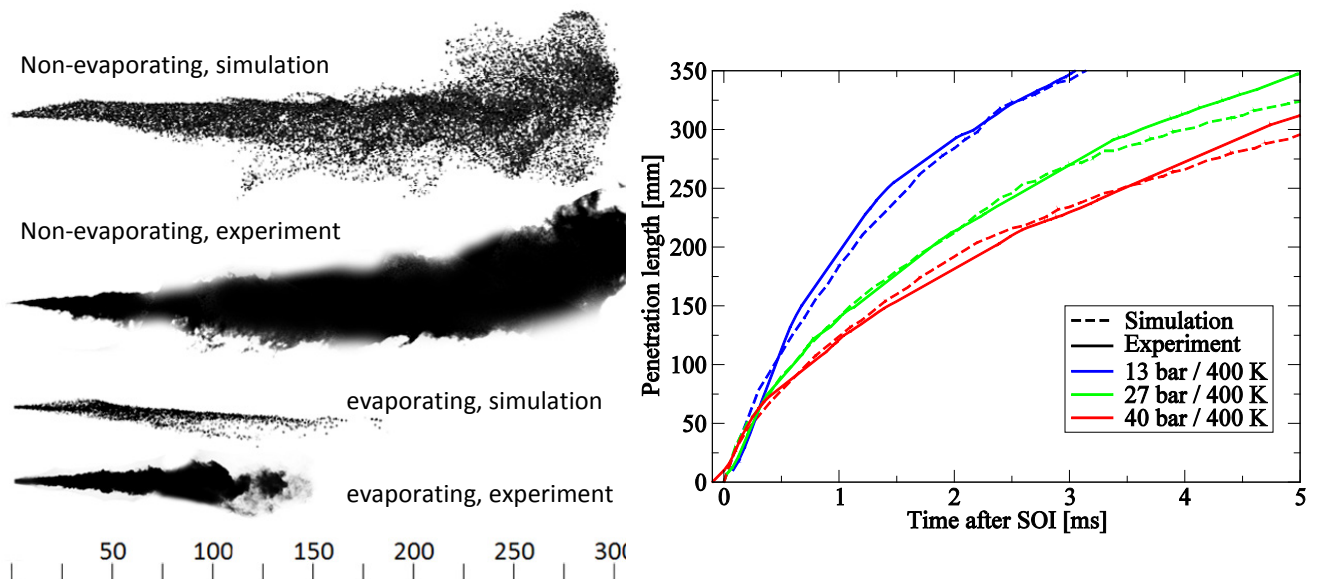 Non-evaporating, simulation
Non-evaporating, experiment
evaporating, simulation
evaporating, experiment
50 100 150 200 250 300
Penetration length [mm]
350
300
250
200
150
100
50
0
Simulation
Experiment
13 bar / 400 K
27 bar / 400 K
40 bar / 400 K
0 1 2 3 4 5
Time after SOI [ms]